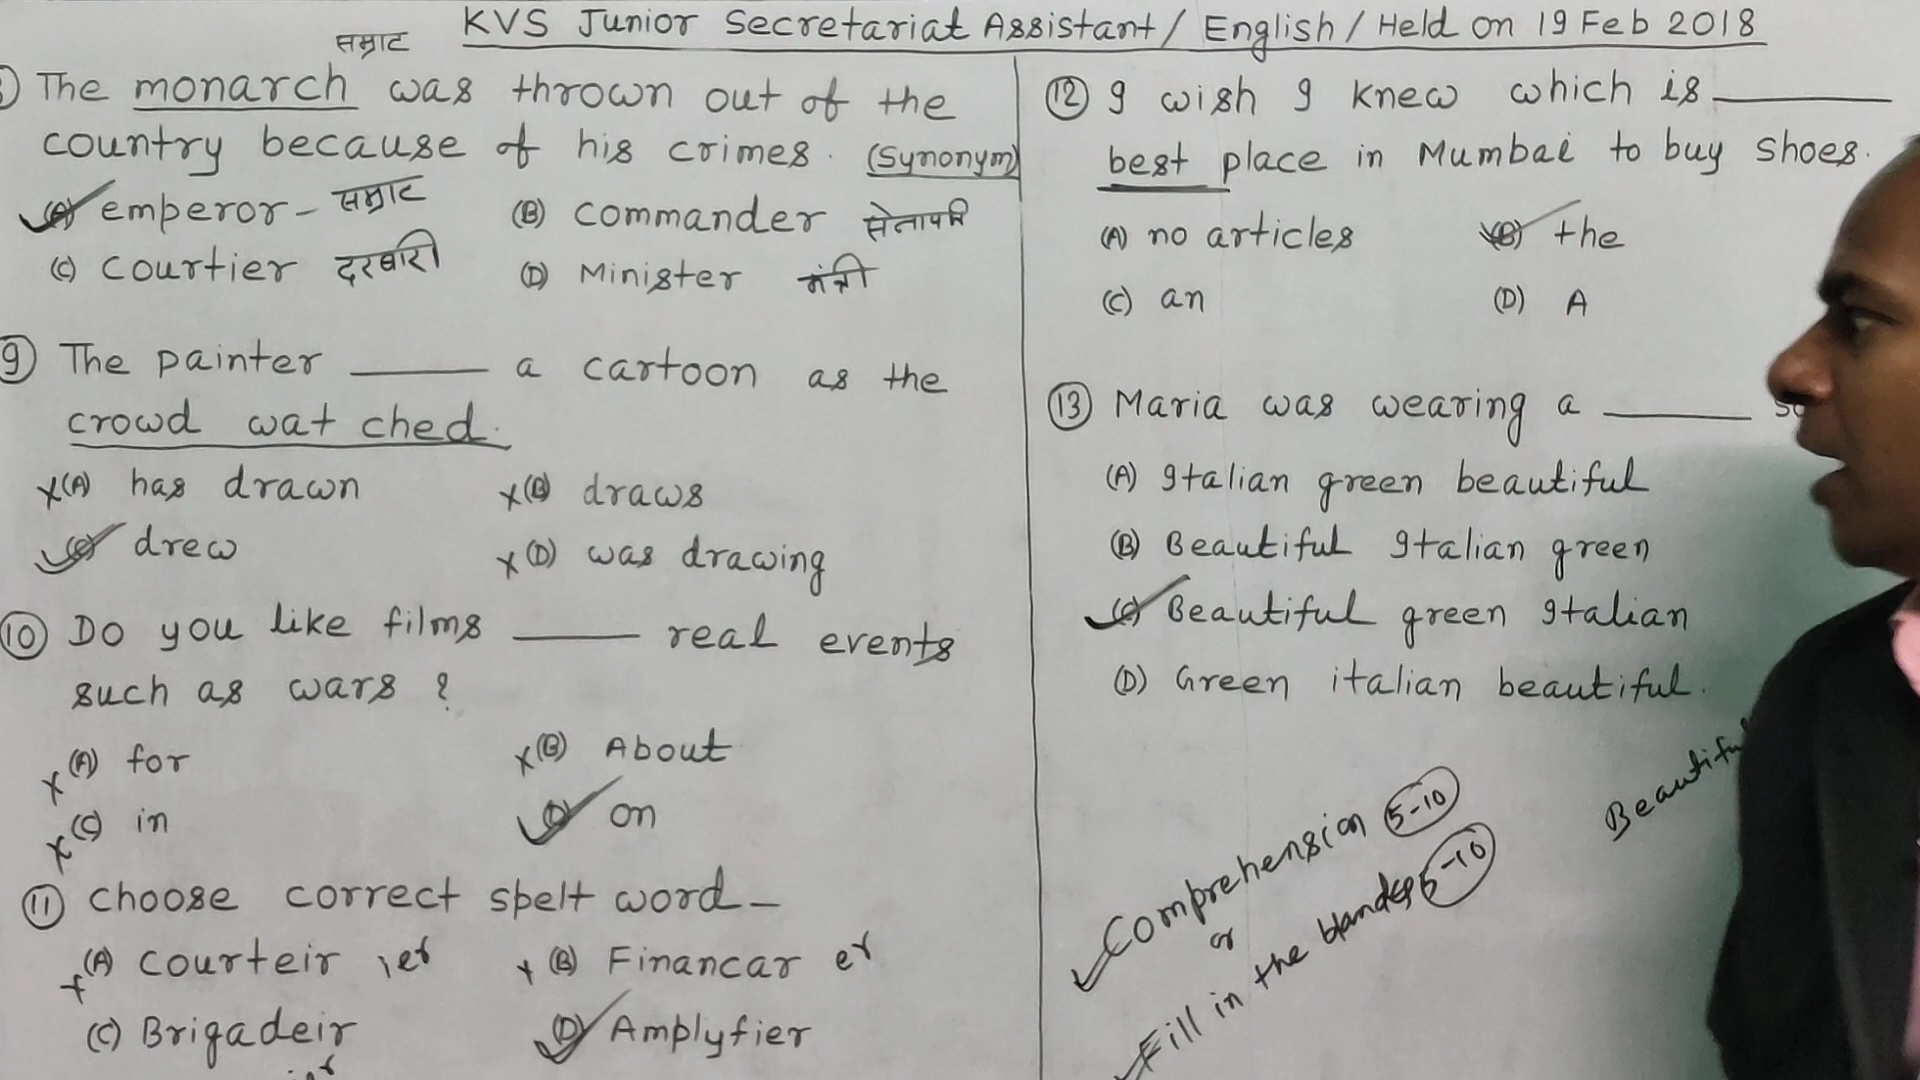 सम्राट KVS Junior Secretariat Assistant / English / Held on 19 Feb 2018
The monarch was thrown out of the
country because of his crimes. (Synonym)
(A) emperor - सम्राट (B) commander सेनापति
(C) courtier दरबारी (D) Minister मंत्री
9 The painter ______ a cartoon as the
crowd wat ched.
x(A) has drawn x(B) draws
(C) drew x(D) was drawing
10 Do you like films ______ real events
such as wars ?
x(A) for x(B) About
x(C) in (D) on
11 choose correct spelt word -
x(A) Courteir ier x(B) Financar er
(C) Brigadeir (D) Amplyfier
12 I wish I knew which is ______
best place in Mumbai to buy shoes.
(A) no articles (B) the
(C) an (D) A
13 Maria was wearing a ______
(A) Italian green beautiful
(B) Beautiful Italian green
(C) Beautiful green Italian
(D) Green italian beautiful.
Beautiful
Comprehension 5-10
or
Fill in the blanks 5-10